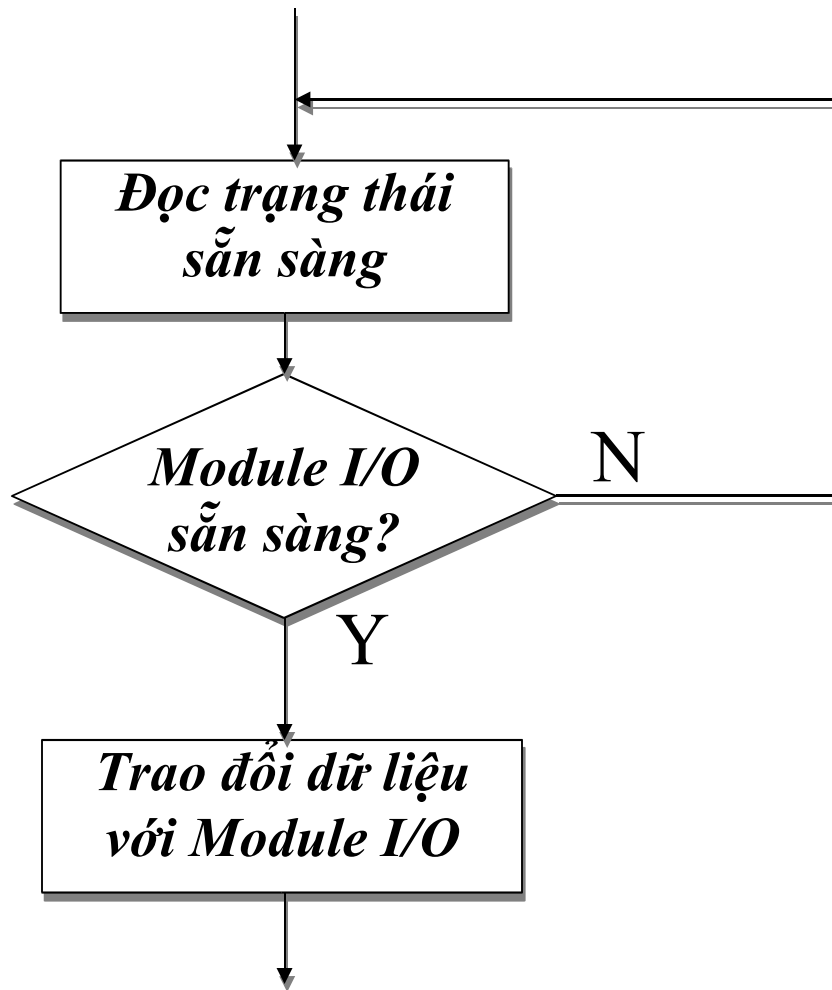 Đọc trạng thái
sẵn sàng
Module I/O
sẵn sàng?
N
Y
Trao đổi dữ liệu
với Module I/O